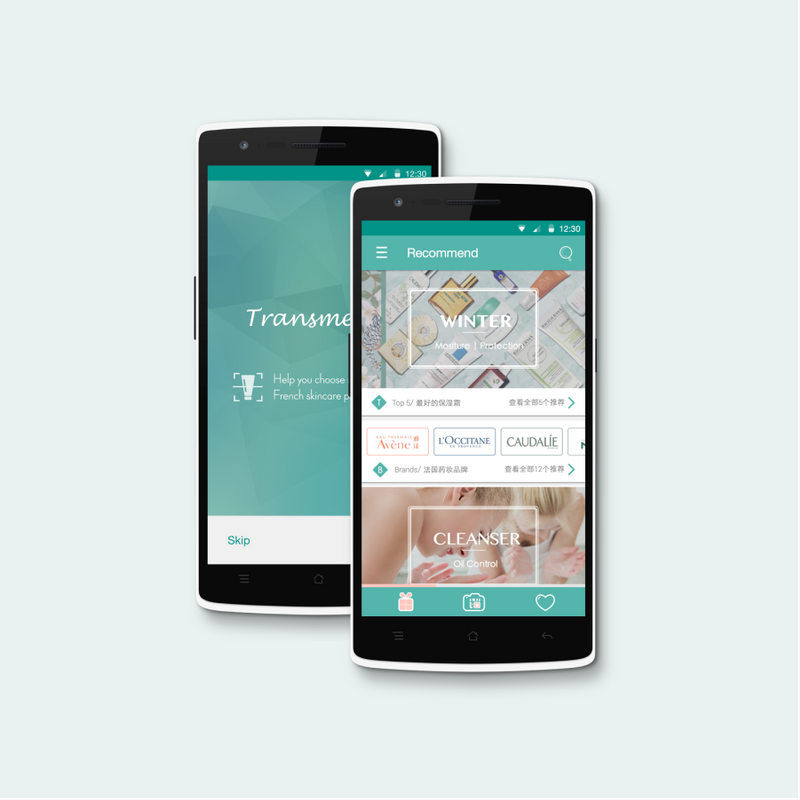 12:30
Transme
Help you choose
French skincare p
Skip
12:30
Recommend
WINTER
Mositure | Protection
T Top 5/ 最好的保湿霜 查看全部5个推荐
EAU THERMALE
Avène
L'OCCITANE
EN PROVENCE
CAUDALÍE
B Brands/ 法国药妆品牌 查看全部12个推荐
CLEANSER
Oil Control